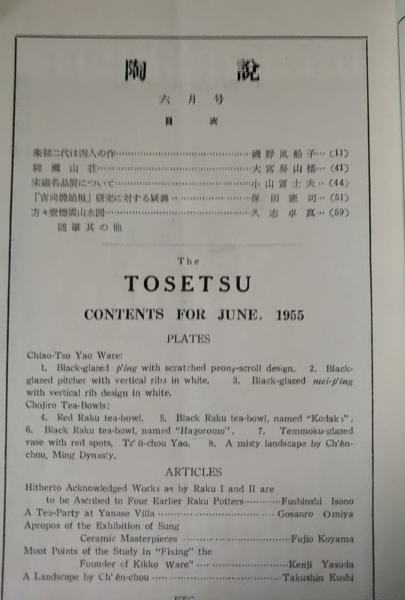 陶 說
六 月 号
目 次
楽初二代は四人の作 磯野風船子 (11)
柳瀬山荘 大宮 山 (41)
宋磁名品展について 小山冨士夫 (44)
「吉向焼始祖」研究に対する疑義 保田憲司 (51)
方々壺煙靄山水図 久志卓真 (59)
随筆其の他
The
TOSETSU
CONTENTS FOR JUNE, 1955
PLATES
Chiao-Tso Yao Ware:
1. Black-glazed p'ing with scratched peony-scroll design. 2. Black-
glazed pitcher with vertical ribs in white. 3. Black-glazed mei-p'ing
with vertical rib design in white.
Chojiro Tea-Bowls:
4. Red Raku tea-bowl. 5. Black Raku tea-bowl, named "Kodaku".
6. Black Raku tea-bowl, named "Hagoromo". 7. Temmoku-glazed
vase with red spots, Tz'ŭ-chou Yao. 8. A misty landscape by Ch'ên-
chou, Ming Dynasty.
ARTICLES
Hitherto Acknowledged Works as by Raku I and II are
to be Ascribed to Four Earlier Raku Potters Fushinshi Isono
A Tea-Party at Yanase Villa Gosanro Omiya
Apropos of the Exhibition of Sung
Ceramic Masterpieces Fujio Koyama
Moot Points of the Study in "Fixing" the
Founder of Kikko Ware" Kenji Yasuda
A Landscape by Ch'ên-chou Takushin Kushi
ETC.